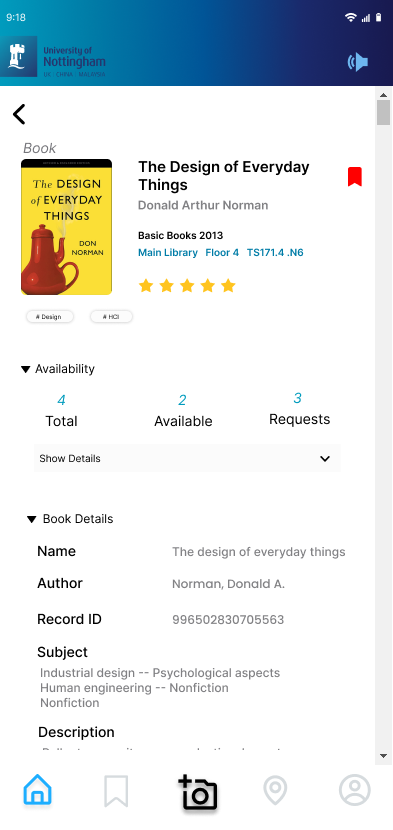 9:18
University of
Nottingham
UK · CHINA · MALAYSIA
Book
The Design of Everyday
Things
Donald Arthur Norman
Basic Books 2013
Main Library Floor 4 TS171.4 .N6
The DESIGN
of EVERYDAY
THINGS
DON
NORMAN
# Design # HCI
Availability
4 2 3
Total Available Requests
Show Details
Book Details
Name The design of everyday things
Author Norman, Donald A.
Record ID 996502830705563
Subject
Industrial design -- Psychological aspects
Human engineering -- Nonfiction
Nonfiction
Description